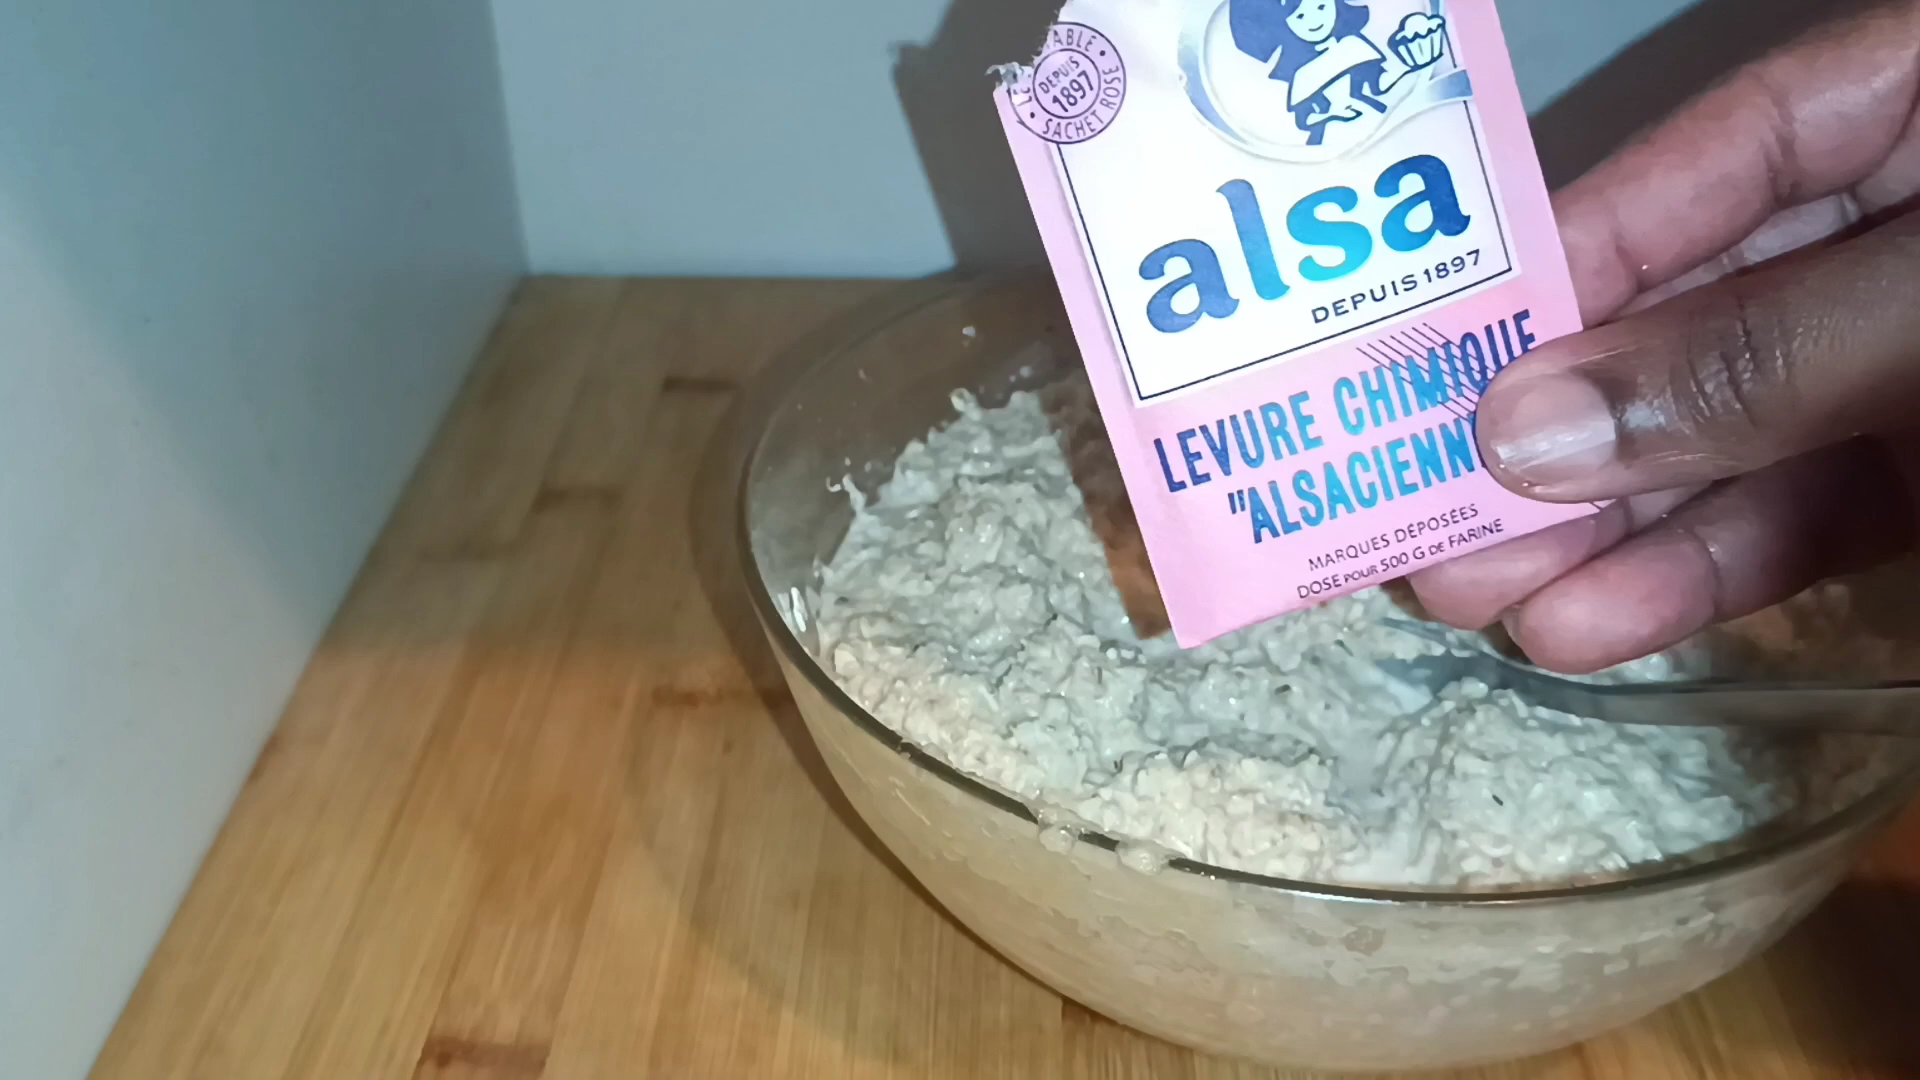 DEPUIS
1897
SACHET ROSE
alsa
DEPUIS 1897
LEVURE CHIMIQUE
"ALSACIENN
MARQUES DÉPOSÉES
DOSE POUR 500 G DE FARINE